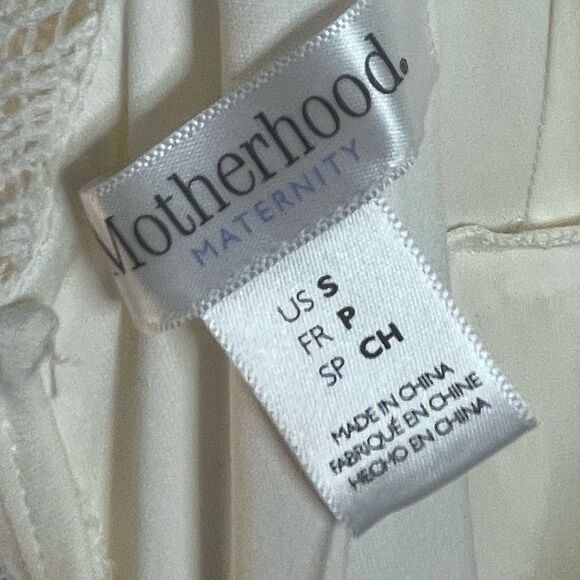 Motherhood.
MATERNITY
US S
FR P
SP CH
MADE IN CHINA
FABRIQUÉ EN CHINE
HECHO EN CHINA